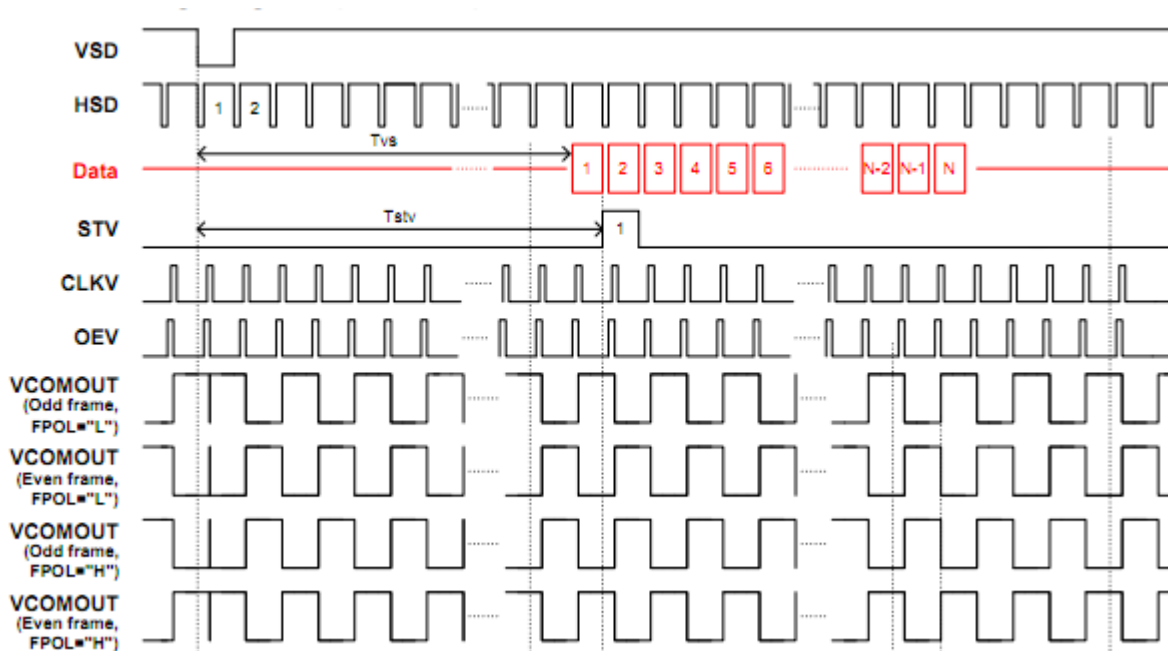 VSD
HSD 1 2
Tvs
Data 1 2 3 4 5 6 N-2 N-1 N
Tstv
STV 1
CLKV
OEV
VCOMOUT
(Odd frame,
FPOL="L")
VCOMOUT
(Even frame,
FPOL="L")
VCOMOUT
(Odd frame,
FPOL="H")
VCOMOUT
(Even frame,
FPOL="H")